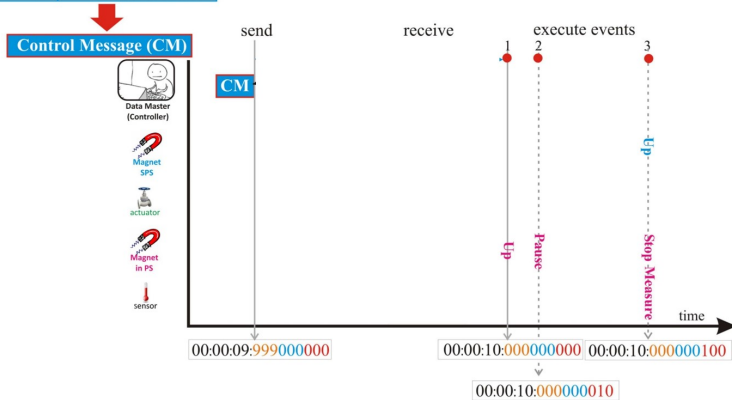 Control Message (CM)
send
receive
execute events
1
2
3
CM
Data Master
(Controller)
Magnet
SPS
actuator
Magnet
in PS
sensor
Up
Pause
Up
Stop Measure
time
00:00:09:999000000
00:00:10:000000000
00:00:10:000000100
00:00:10:000000010